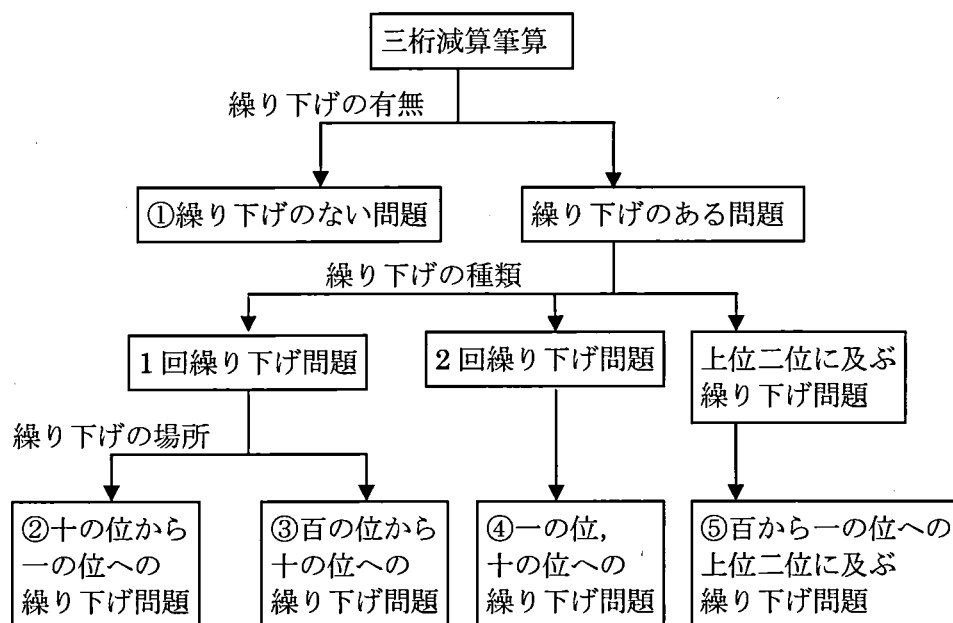 三桁減算筆算
繰り下げの有無
①繰り下げのない問題
繰り下げのある問題
繰り下げの種類
1回繰り下げ問題
2回繰り下げ問題
上位二位に及ぶ
繰り下げ問題
繰り下げの場所
②十の位から
一の位への
繰り下げ問題
③百の位から
十の位への
繰り下げ問題
④一の位,
十の位への
繰り下げ問題
⑤百から一の位への
上位二位に及ぶ
繰り下げ問題